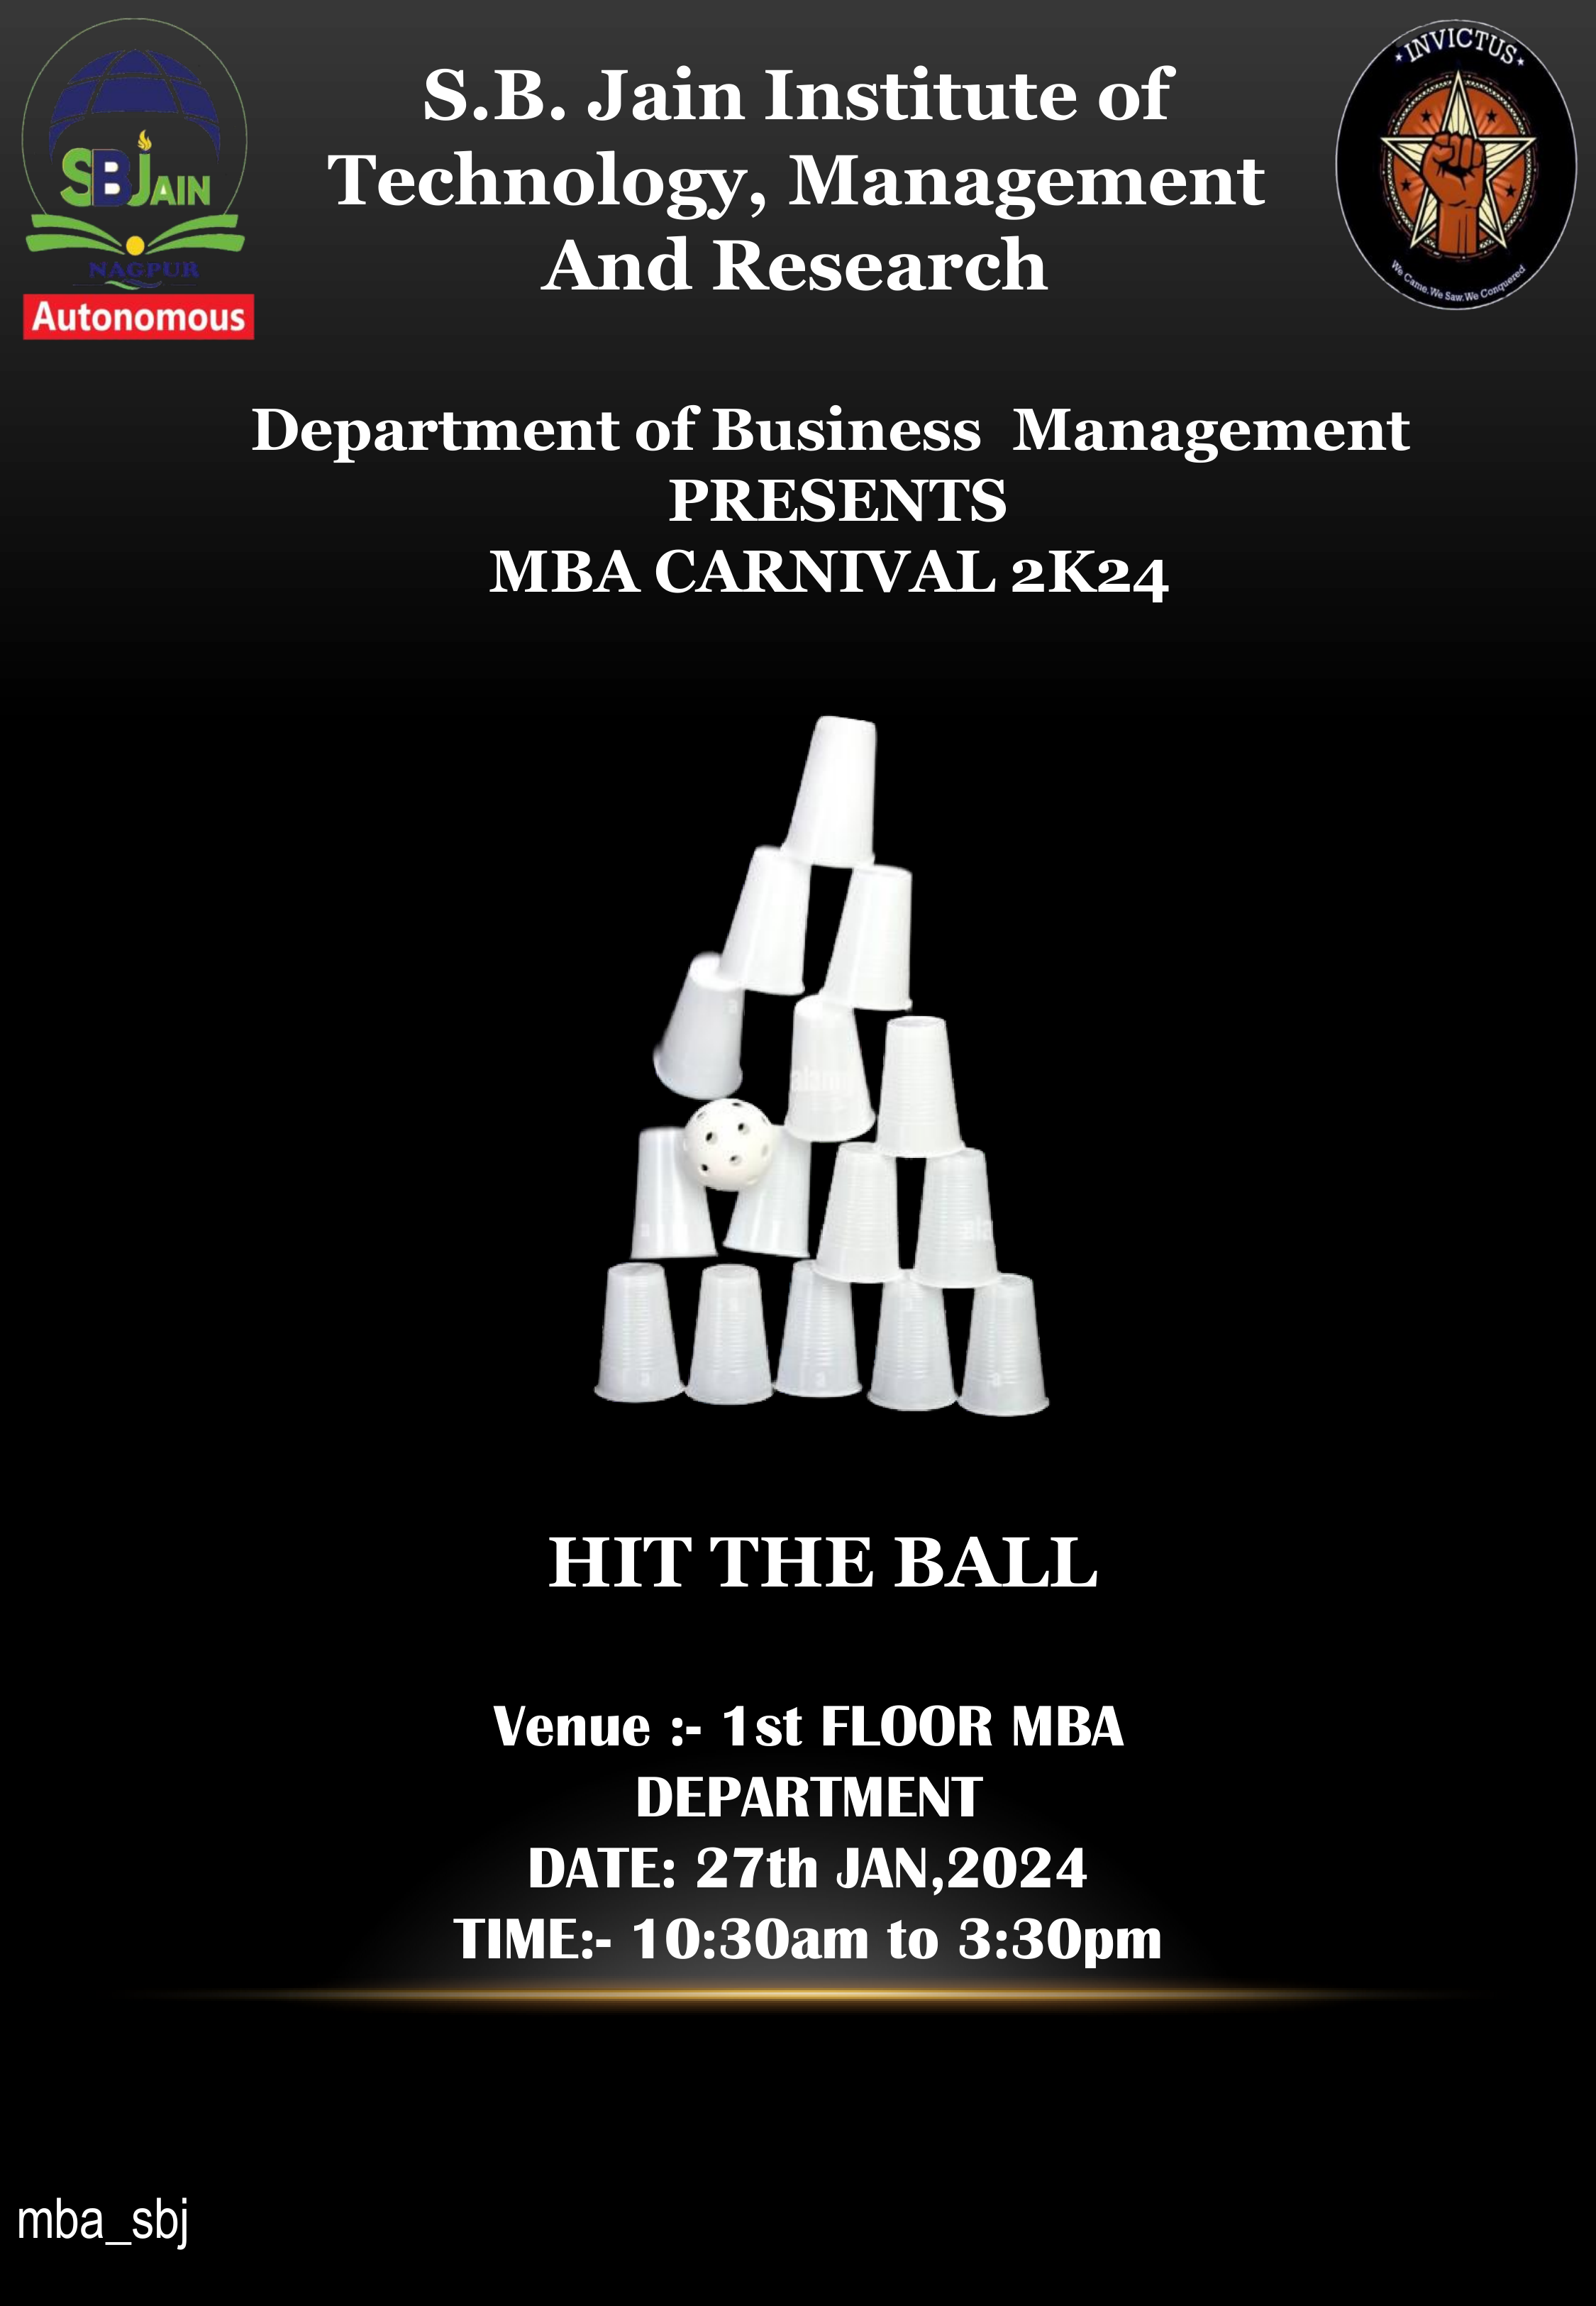 SBJAIN
NAGPUR
Autonomous
S.B. Jain Institute of
Technology, Management
And Research
INVICTUS
We Came.We Saw.We Conquered
Department of Business  Management
PRESENTS
MBA CARNIVAL 2K24
HIT THE BALL
Venue :- 1st FLOOR MBA
DEPARTMENT
DATE: 27th JAN,2024
TIME:- 10:30am to 3:30pm
mba_sbj